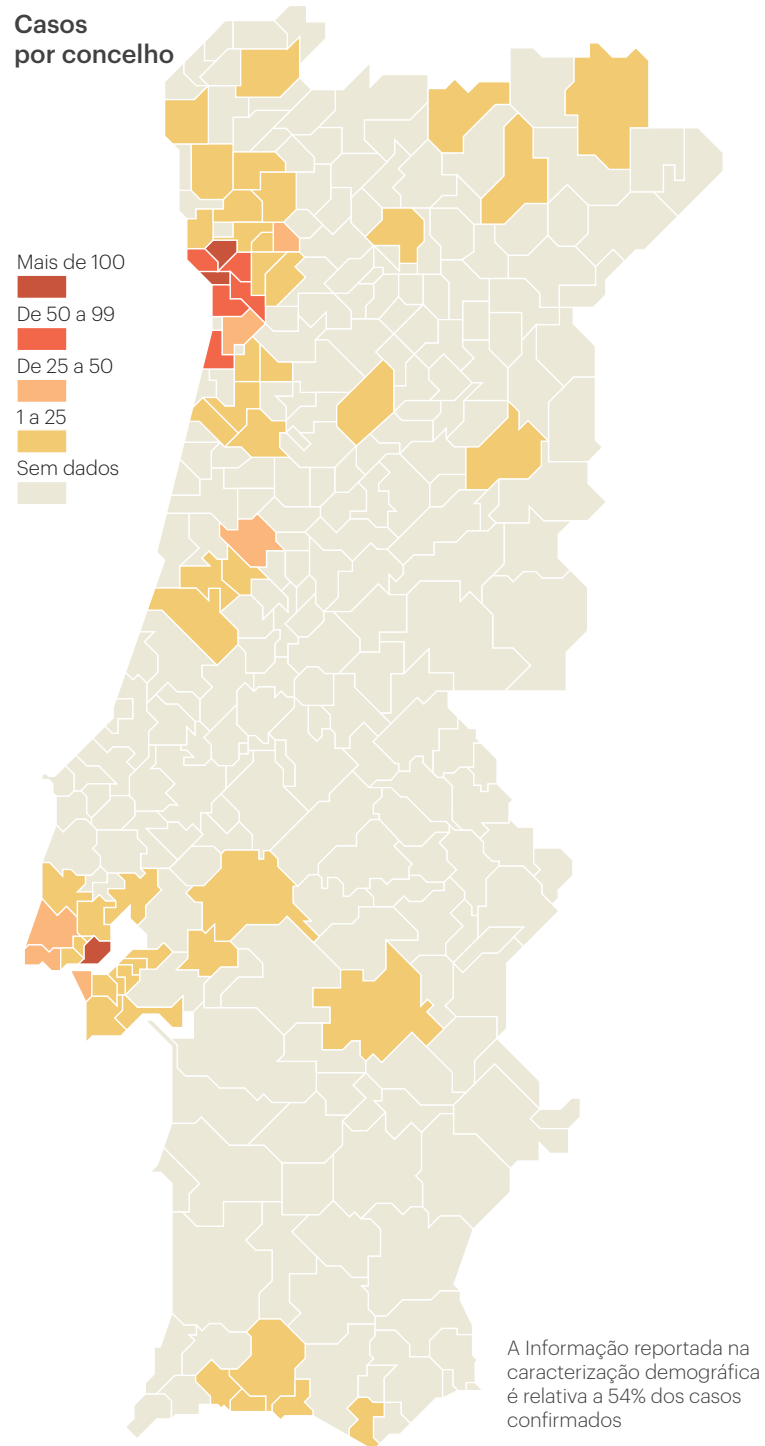 Casos
por concelho
Mais de 100
De 50 a 99
De 25 a 50
1 a 25
Sem dados
A Informação reportada na
caracterização demográfica
é relativa a 54% dos casos
confirmados